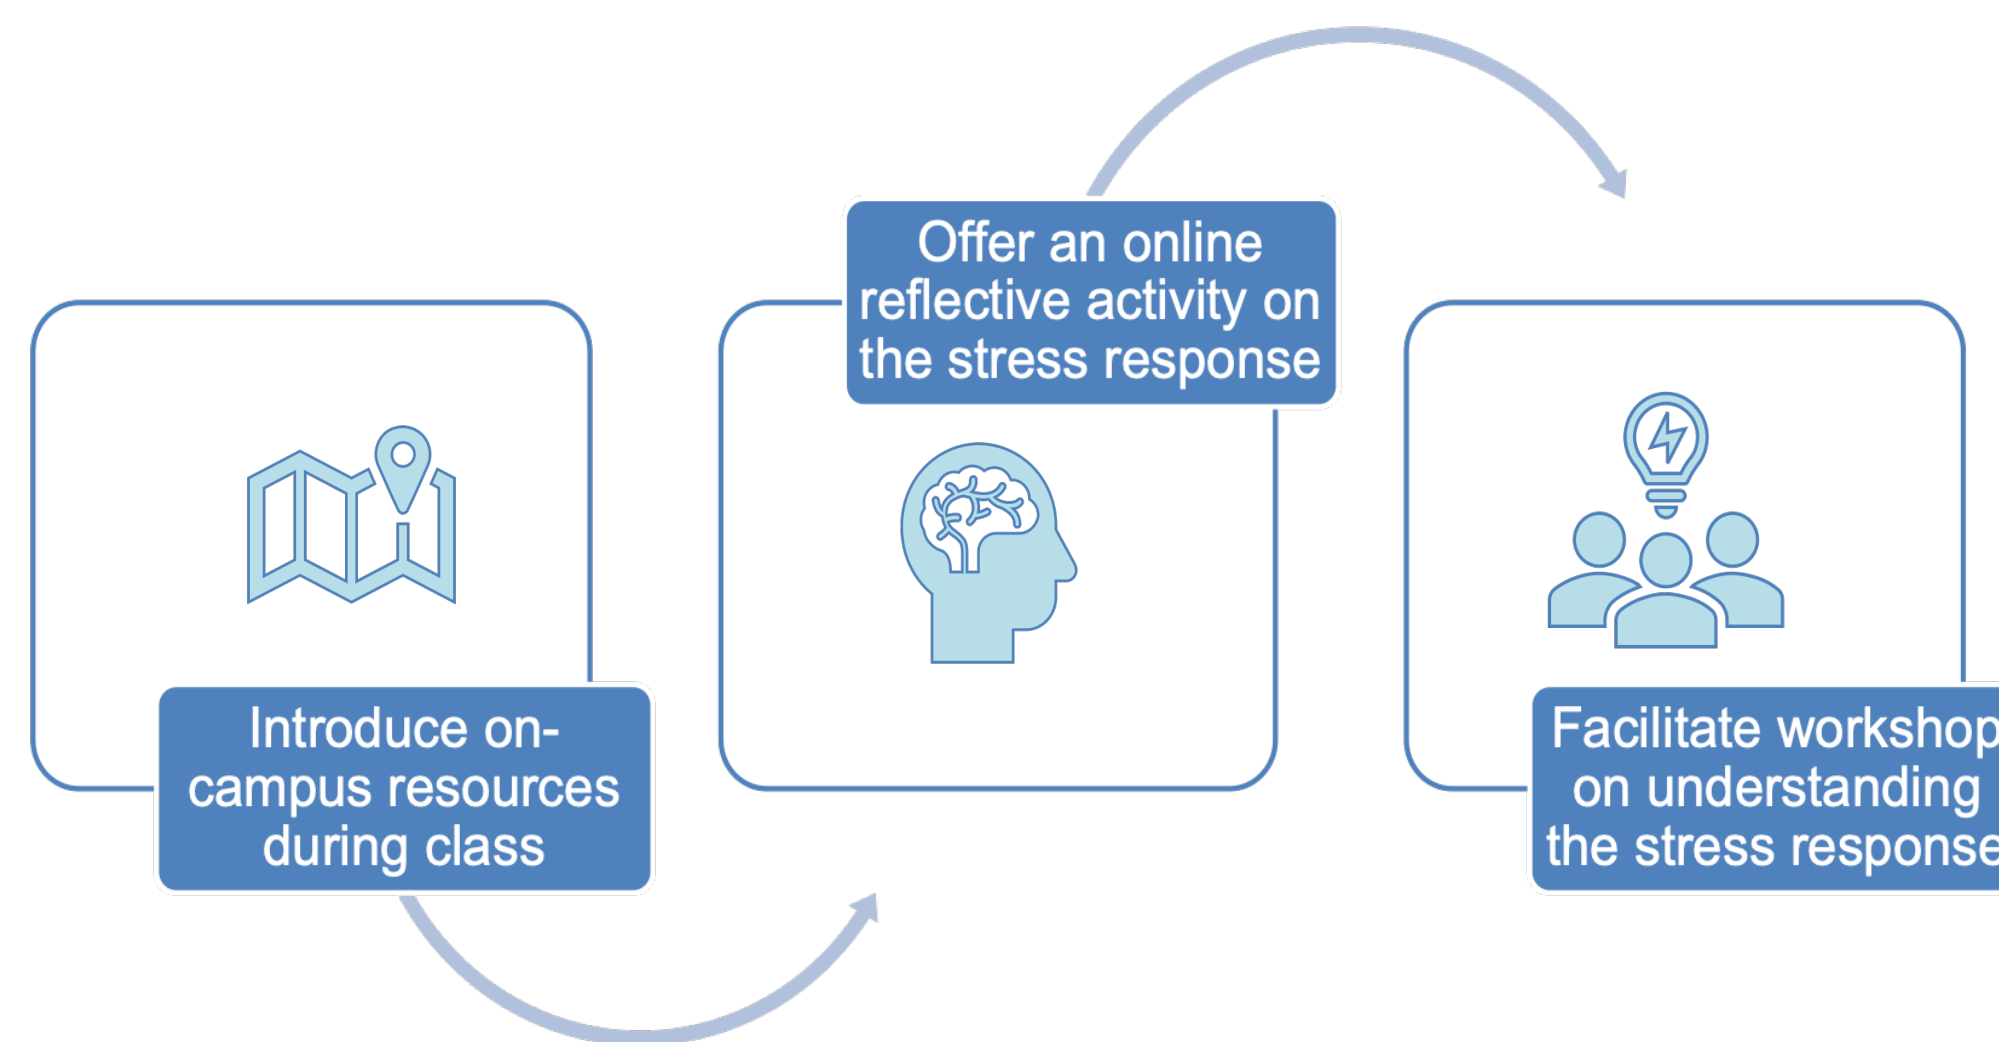 Introduce on-
campus resources
during class
Offer an online
reflective activity on
the stress response
Facilitate workshop
on understanding
the stress response